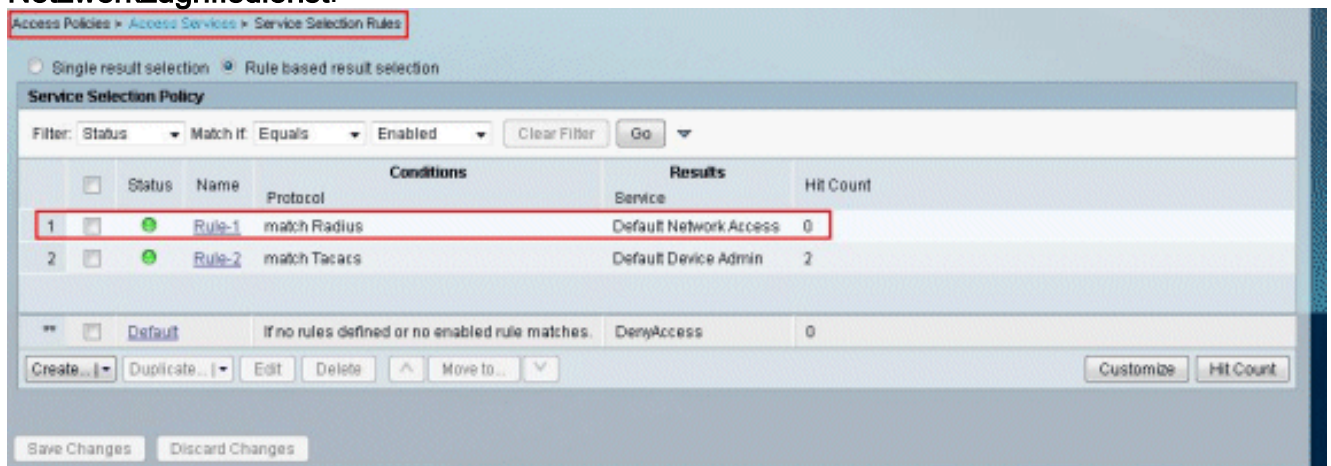 Netzwerkzugriffsdienst.
Access Policies > Access Services > Service Selection Rules
Single result selection Rule based result selection
Service Selection Policy
Filter: Status Match if: Equals Enabled Clear Filter Go
Conditions Results
Status Name Protocol Service Hit Count
1 Rule-1 match Radius Default Network Access 0
2 Rule-2 match Tacacs Default Device Admin 2
** Default If no rules defined or no enabled rule matches. DenyAccess 0
Create... | Duplicate... | Edit Delete ^ Move to... Customize Hit Count
Save Changes Discard Changes